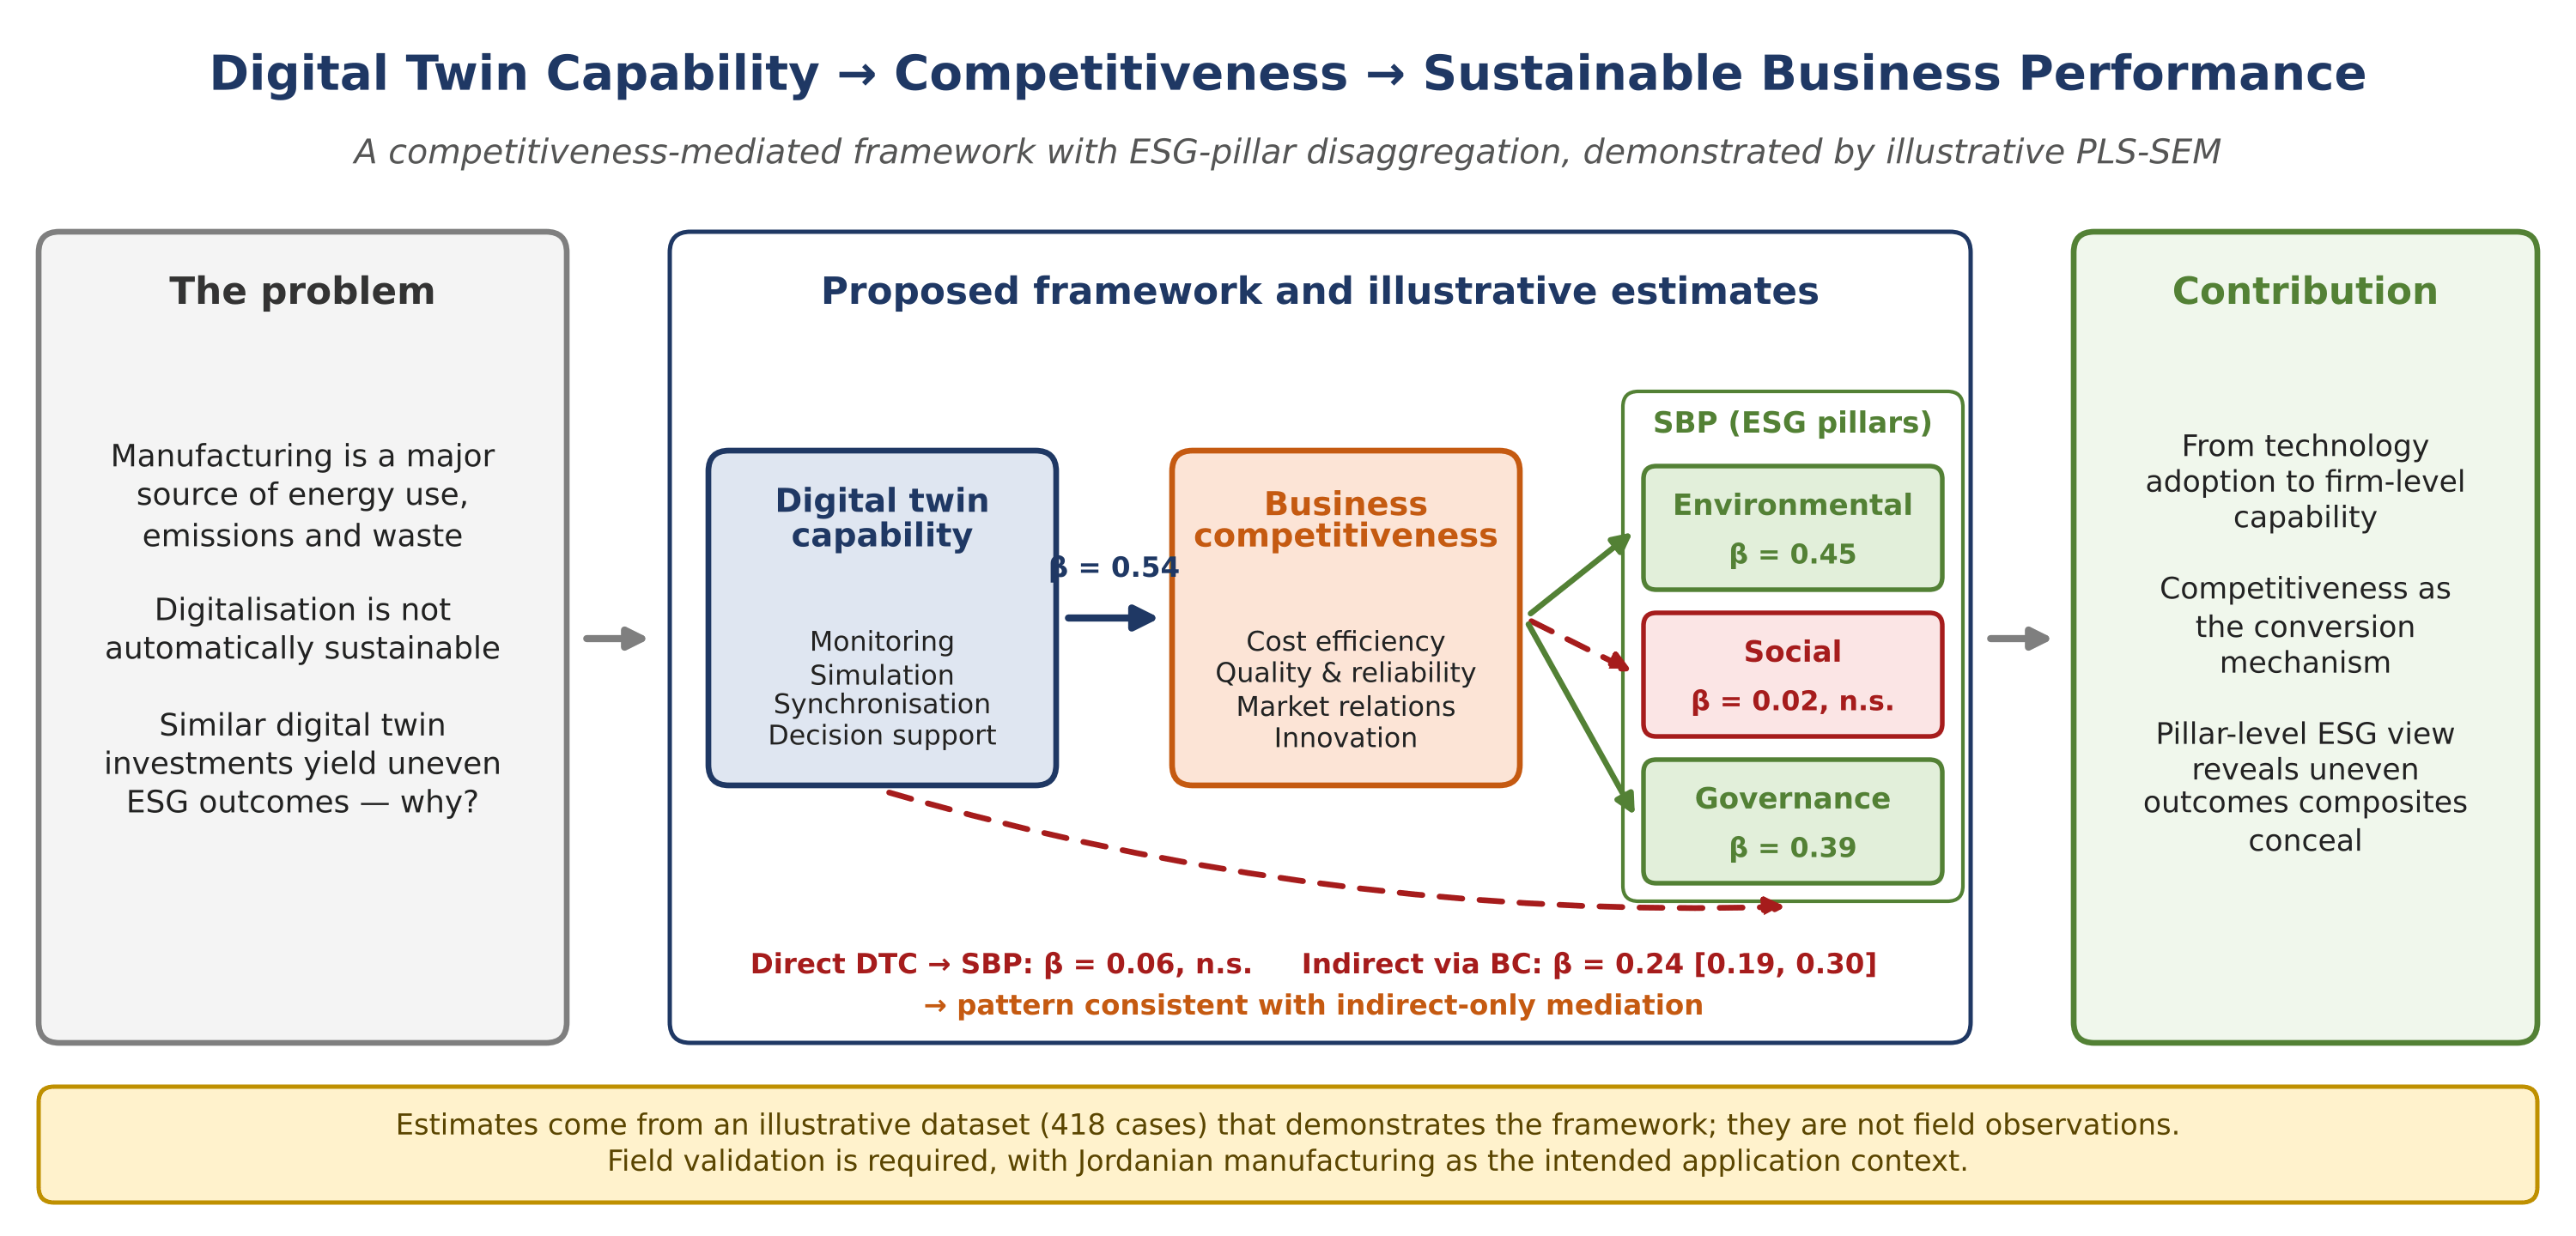 Digital Twin Capability → Competitiveness → Sustainable Business Performance
A competitiveness-mediated framework with ESG-pillar disaggregation, demonstrated by illustrative PLS-SEM
The problem
Manufacturing is a major
source of energy use,
emissions and waste
Digitalisation is not
automatically sustainable
Similar digital twin
investments yield uneven
ESG outcomes — why?
Proposed framework and illustrative estimates
Digital twin
capability
Monitoring
Simulation
Synchronisation
Decision support
β = 0.54
Business
competitiveness
Cost efficiency
Quality & reliability
Market relations
Innovation
SBP (ESG pillars)
Environmental
β = 0.45
Social
β = 0.02, n.s.
Governance
β = 0.39
Direct DTC → SBP: β = 0.06, n.s. Indirect via BC: β = 0.24 [0.19, 0.30]
→ pattern consistent with indirect-only mediation
Contribution
From technology
adoption to firm-level
capability
Competitiveness as
the conversion
mechanism
Pillar-level ESG view
reveals uneven
outcomes composites
conceal
Estimates come from an illustrative dataset (418 cases) that demonstrates the framework; they are not field observations.
Field validation is required, with Jordanian manufacturing as the intended application context.